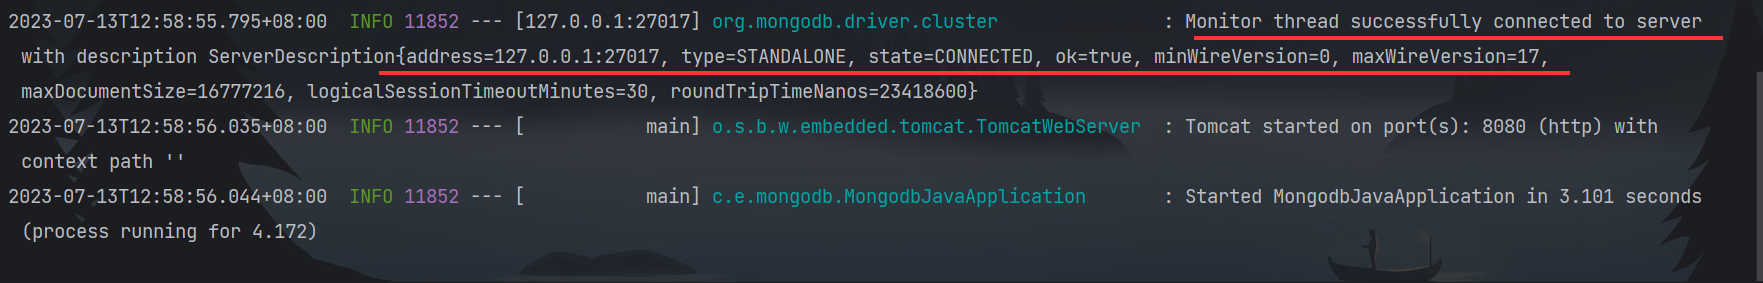 2023-07-13T12:58:55.795+08:00  INFO 11852 --- [127.0.0.1:27017] org.mongodb.driver.cluster               : Monitor thread successfully connected to server
with description ServerDescription{address=127.0.0.1:27017, type=STANDALONE, state=CONNECTED, ok=true, minWireVersion=0, maxWireVersion=17,
maxDocumentSize=16777216, logicalSessionTimeoutMinutes=30, roundTripTimeNanos=23418600}
2023-07-13T12:58:56.035+08:00  INFO 11852 --- [           main] o.s.b.w.embedded.tomcat.TomcatWebServer  : Tomcat started on port(s): 8080 (http) with
context path ''
2023-07-13T12:58:56.044+08:00  INFO 11852 --- [           main] c.e.mongodb.MongodbJavaApplication       : Started MongodbJavaApplication in 3.101 seconds
(process running for 4.172)